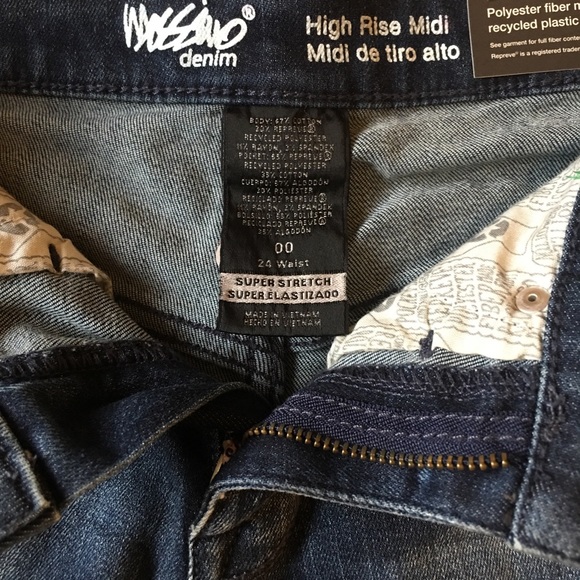 mossimo®
denim
High Rise Midi
Midi de tiro alto
Polyester fiber m
recycled plastic
See garment for full fiber conten
Repreve® is a registered tradem
BODY: 67% COTTON
20% REPREVE®
RECYCLED POLYESTER
11% RAYON, 2% SPANDEX
POCKET: 65% REPREVE®
RECYCLED POLYESTER
35% COTTON
CUERPO: 67% ALGODÓN
20% POLIÉSTER
RECICLADO REPREVE®
11% RAYÓN, 2% SPANDEX
BOLSILLO: 65% POLIÉSTER
RECICLADO REPREVE®
35% ALGODÓN
00
24 Waist
SUPER STRETCH
SUPER ELASTIZADO
MADE IN VIETNAM
HECHO EN VIETNAM